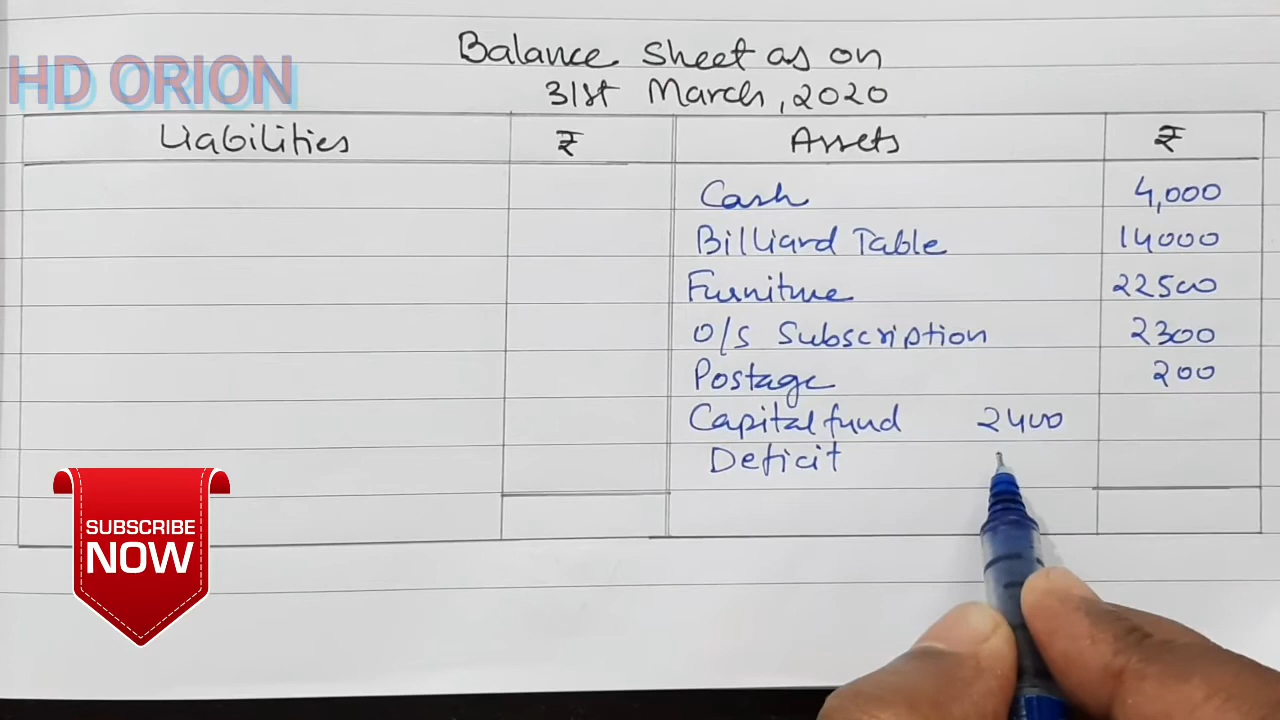 HD ORION
Balance Sheet as on
31st March, 2020
Liabilities ₹ Assets ₹
Cash 4,000
Billiard Table 14000
Furniture 22500
O/S Subscription 2300
Postage 200
Capital fund 2400
Deficit
SUBSCRIBE
NOW